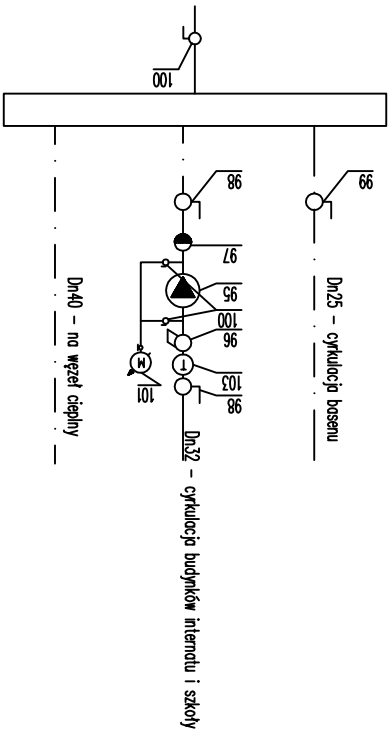 100
99
98
97
95
100
96
T
103
98
M
101
Dn25 - cyrkulacja basenu
Dn32 - cyrkulacja budynków internatu i szkoły
Dn40 - na węzeł cieplny